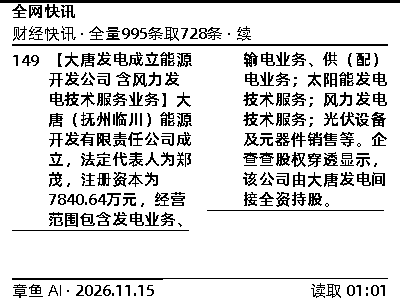 全网快讯
财经快讯 · 全量995条取728条 · 续
149 【大唐发电成立能源
开发公司 含风力发
电技术服务业务】大
唐（抚州临川）能源
开发有限责任公司成
立，法定代表人为郑
茂，注册资本为
7840.64万元，经营
范围包含发电业务、
输电业务、供（配）
电业务；太阳能发电
技术服务；风力发电
技术服务；光伏设备
及元器件销售等。企
查查股权穿透显示，
该公司由大唐发电间
接全资持股。
章鱼 AI · 2026.11.15
读取 01:01